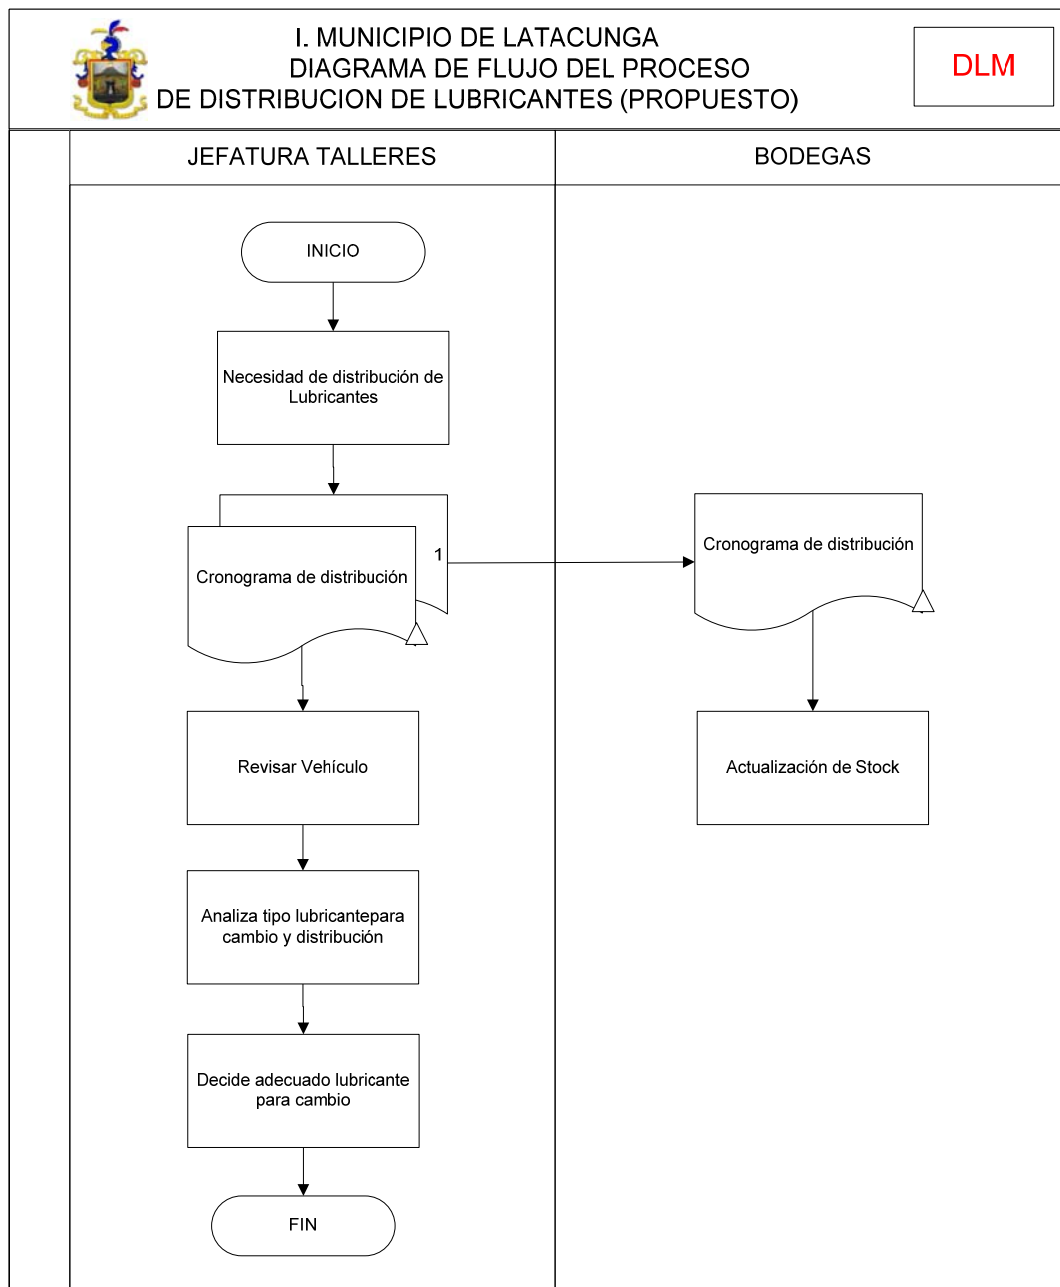 I. MUNICIPIO DE LATACUNGA
DIAGRAMA DE FLUJO DEL PROCESO
DE DISTRIBUCION DE LUBRICANTES (PROPUESTO)
DLM
JEFATURA TALLERES
BODEGAS
INICIO
Necesidad de distribución de
Lubricantes
1
Cronograma de distribución
Cronograma de distribución
Revisar Vehículo
Actualización de Stock
Analiza tipo lubricantepara
cambio y distribución
Decide adecuado lubricante
para cambio
FIN